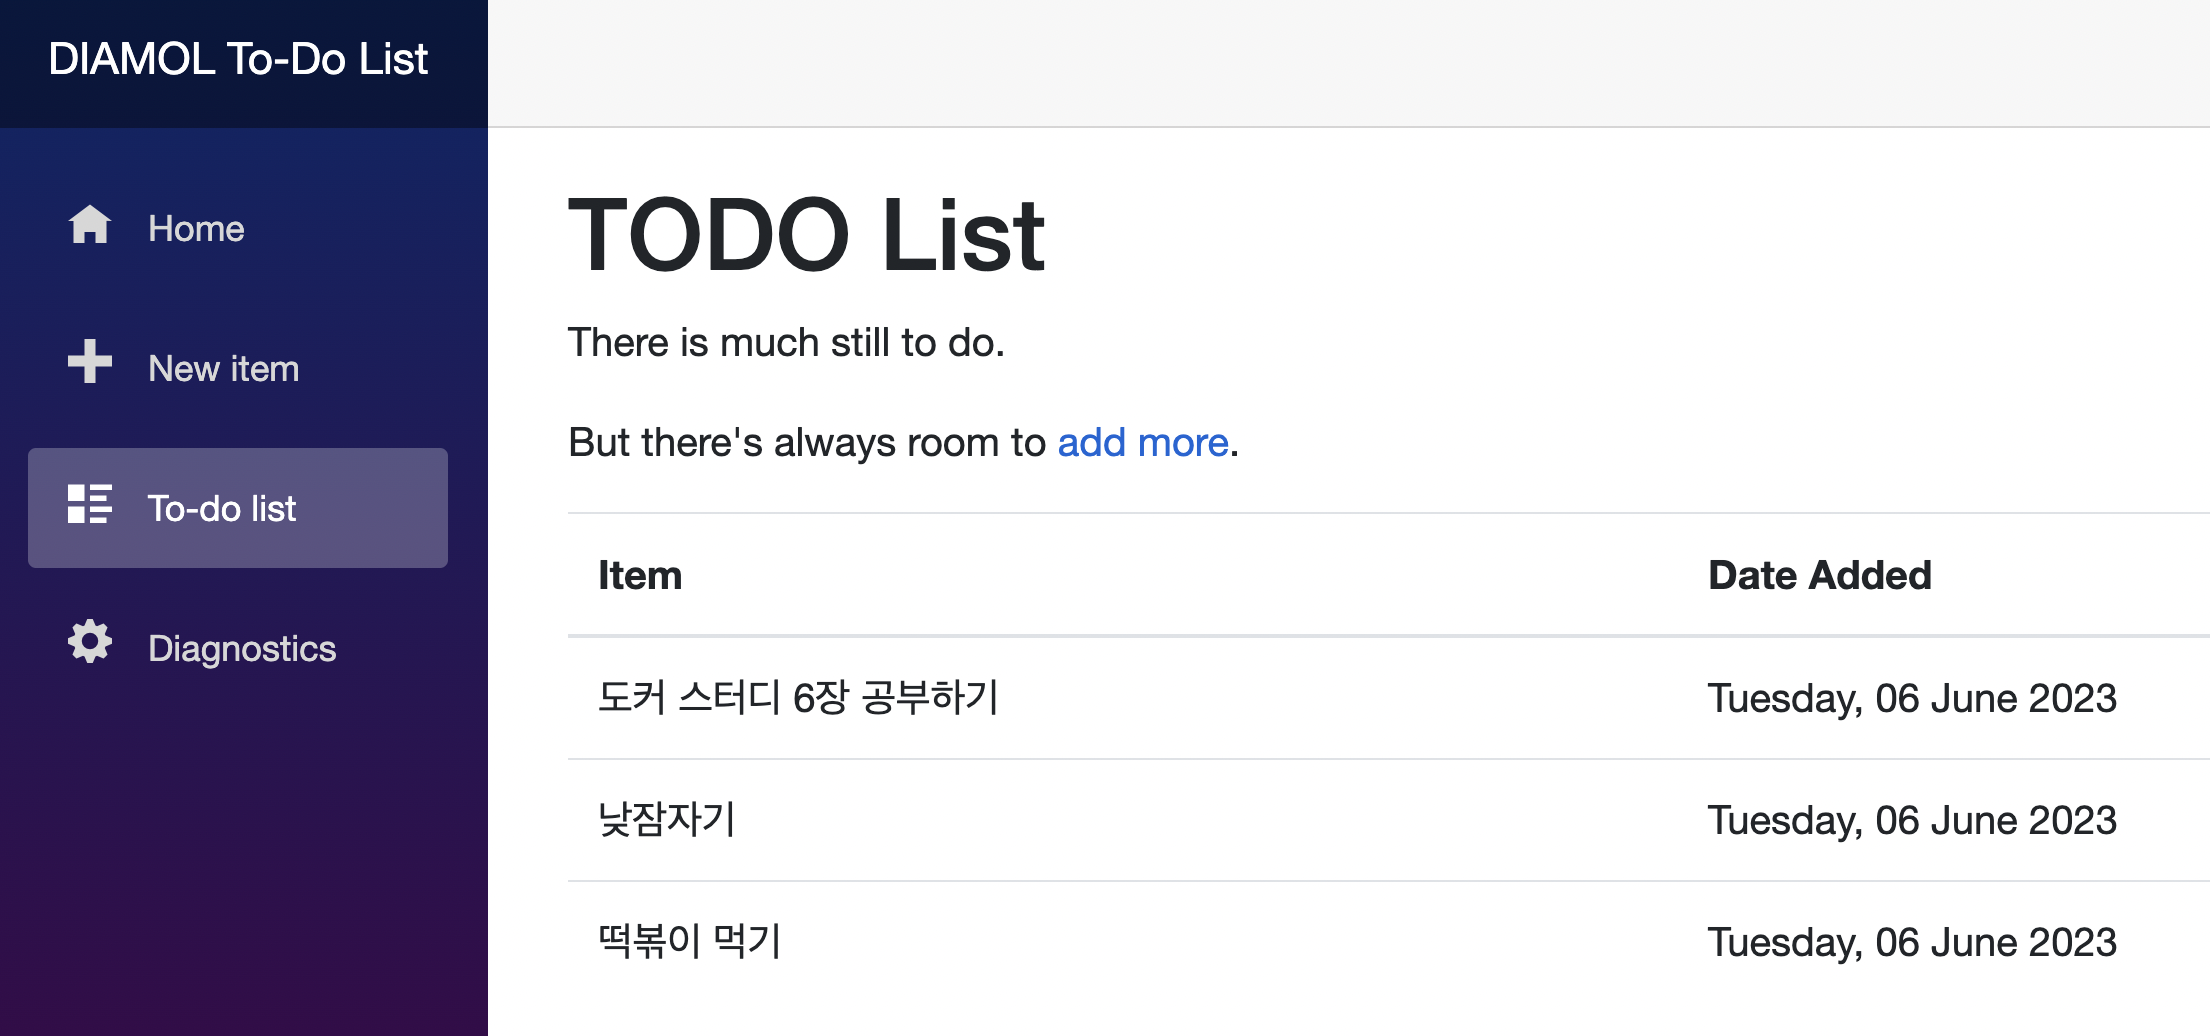 DIAMOL To-Do List
Home
New item
To-do list
Diagnostics
TODO List
There is much still to do.
But there's always room to add more.
Item Date Added
도커 스터디 6장 공부하기 Tuesday, 06 June 2023
낮잠자기 Tuesday, 06 June 2023
떡볶이 먹기 Tuesday, 06 June 2023